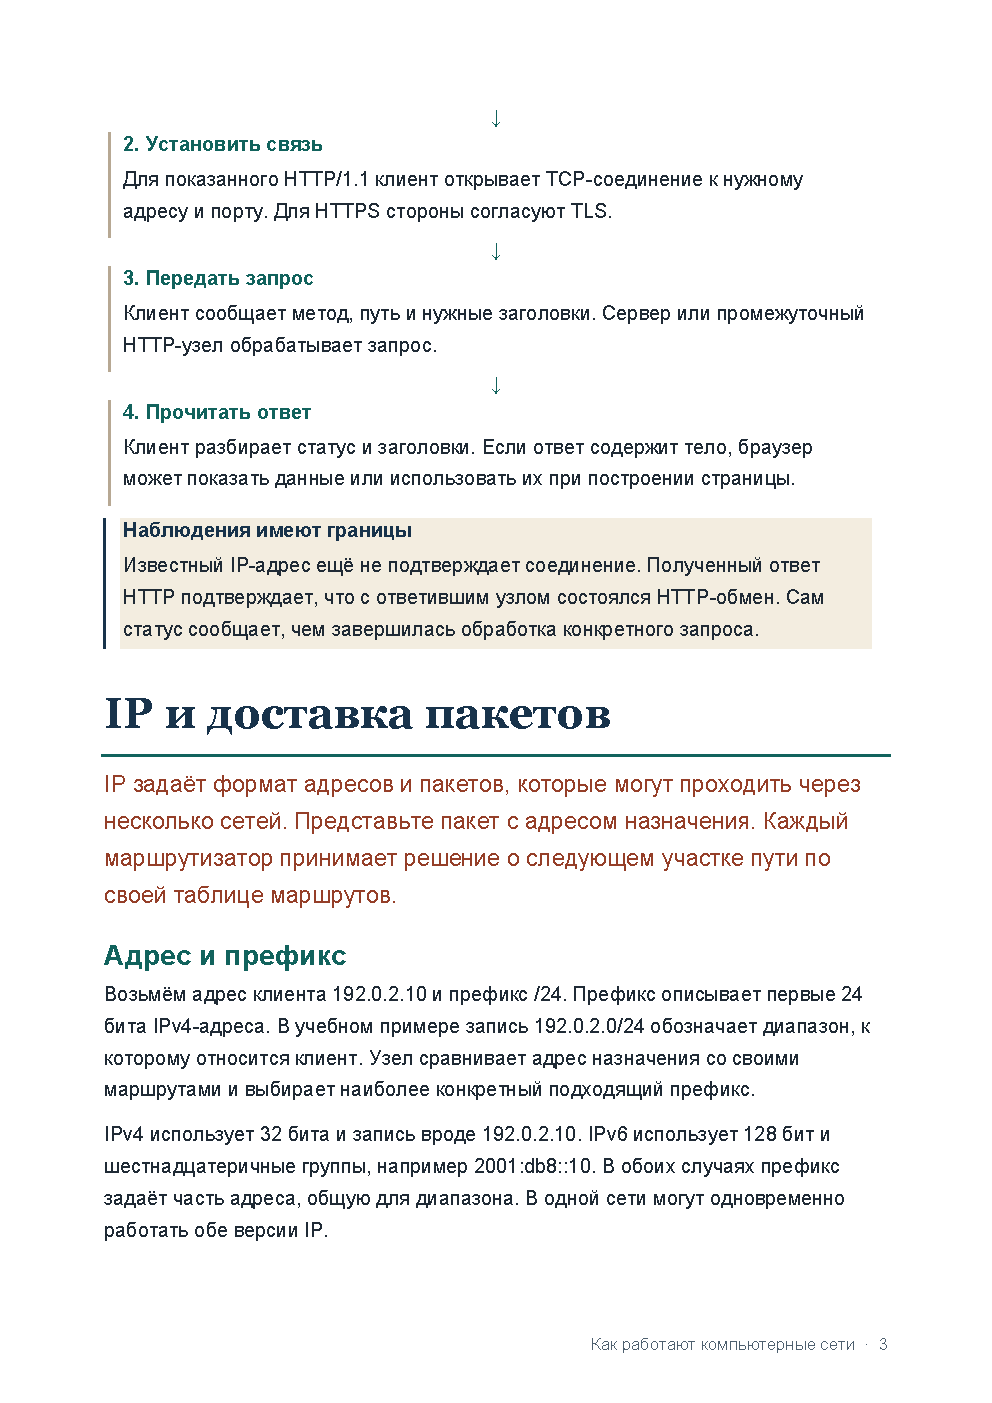 ↓
2. Установить связь
Для показанного HTTP/1.1 клиент открывает TCP-соединение к нужному
адресу и порту. Для HTTPS стороны согласуют TLS.
↓
3. Передать запрос
Клиент сообщает метод, путь и нужные заголовки. Сервер или промежуточный
HTTP-узел обрабатывает запрос.
↓
4. Прочитать ответ
Клиент разбирает статус и заголовки. Если ответ содержит тело, браузер
может показать данные или использовать их при построении страницы.
Наблюдения имеют границы
Известный IP-адрес ещё не подтверждает соединение. Полученный ответ
HTTP подтверждает, что с ответившим узлом состоялся HTTP-обмен. Сам
статус сообщает, чем завершилась обработка конкретного запроса.
IP и доставка пакетов
IP задаёт формат адресов и пакетов, которые могут проходить через
несколько сетей. Представьте пакет с адресом назначения. Каждый
маршрутизатор принимает решение о следующем участке пути по
своей таблице маршрутов.
Адрес и префикс
Возьмём адрес клиента 192.0.2.10 и префикс /24. Префикс описывает первые 24
бита IPv4-адреса. В учебном примере запись 192.0.2.0/24 обозначает диапазон, к
которому относится клиент. Узел сравнивает адрес назначения со своими
маршрутами и выбирает наиболее конкретный подходящий префикс.
IPv4 использует 32 бита и запись вроде 192.0.2.10. IPv6 использует 128 бит и
шестнадцатеричные группы, например 2001:db8::10. В обоих случаях префикс
задаёт часть адреса, общую для диапазона. В одной сети могут одновременно
работать обе версии IP.
Как работают компьютерные сети · 3